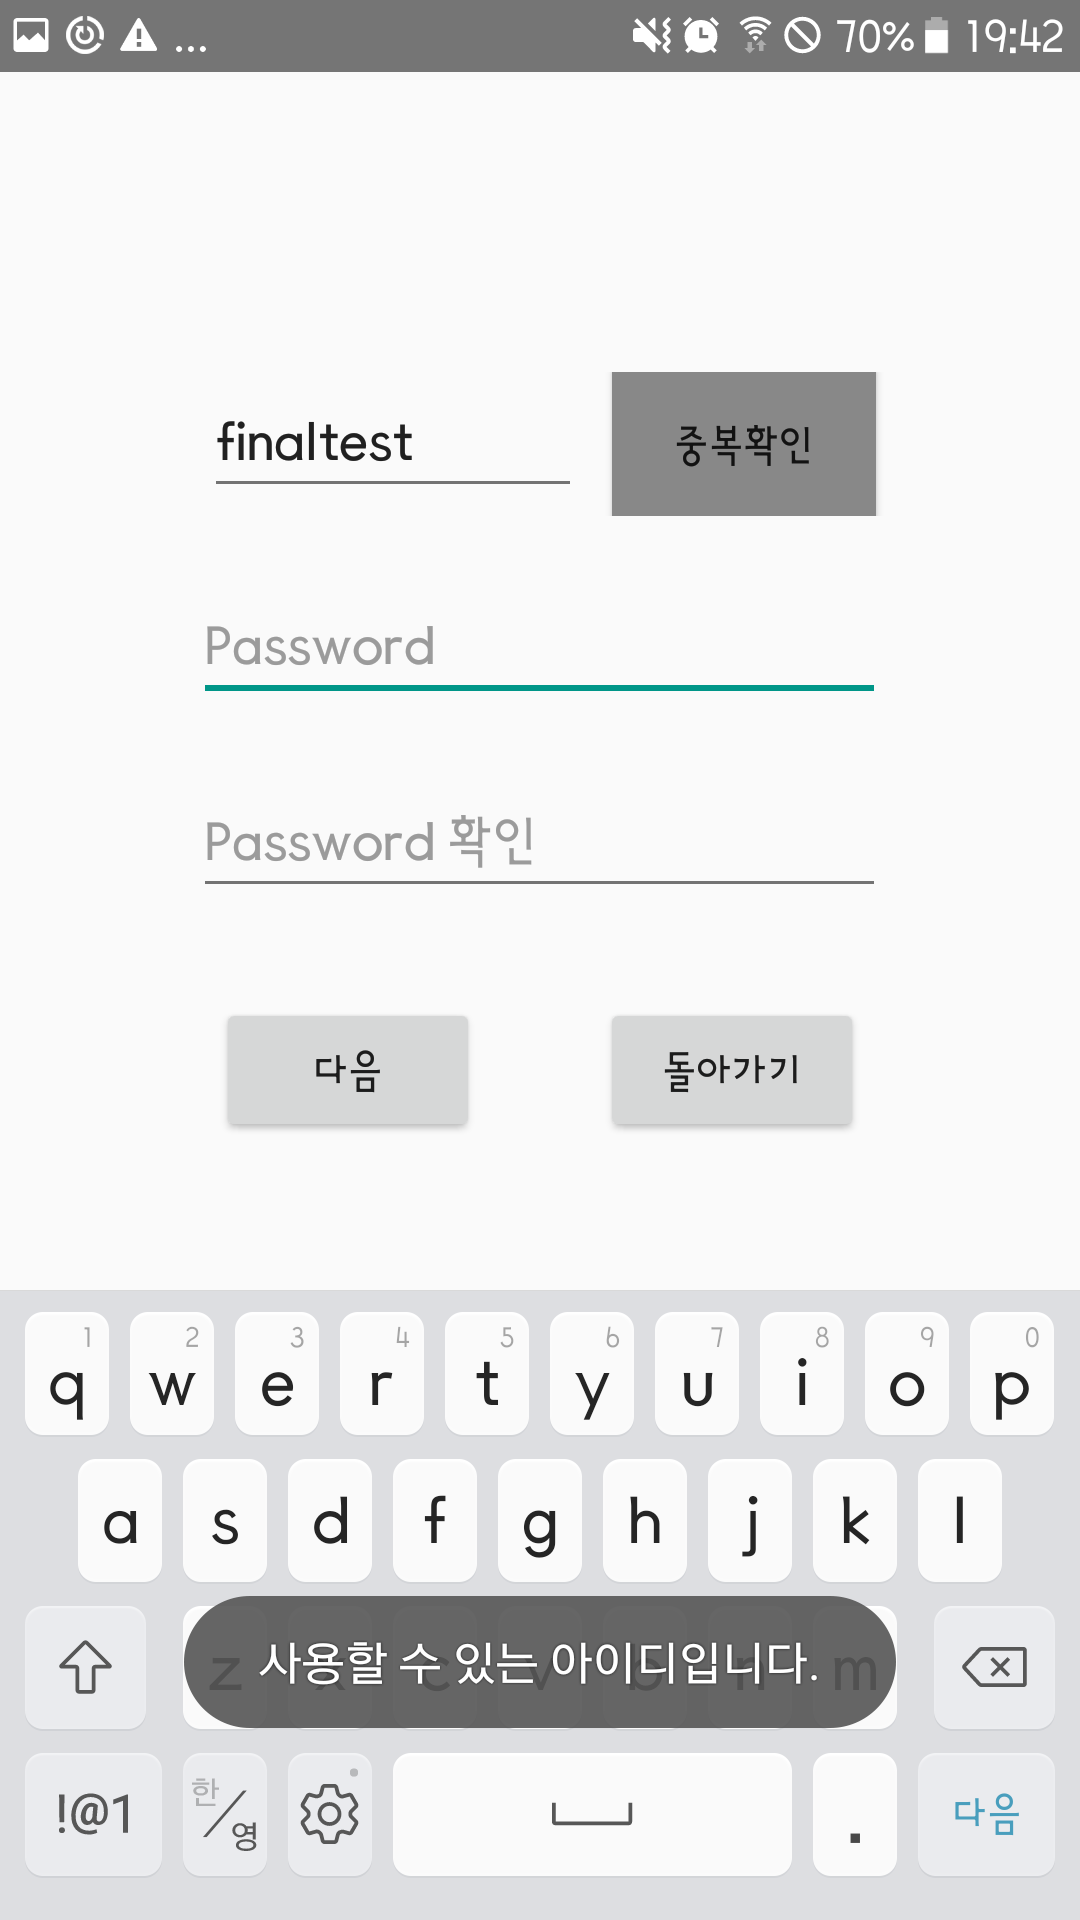 ... 70% 19:42
finaltest 중복확인
Password
Password 확인
다음 돌아가기
1 2 3 4 5 6 7 8 9 0
q w e r t y u i o p
a s d f g h j k l
z x c v b n m
사용할 수 있는 아이디입니다.
!@1 한/영 . 다음